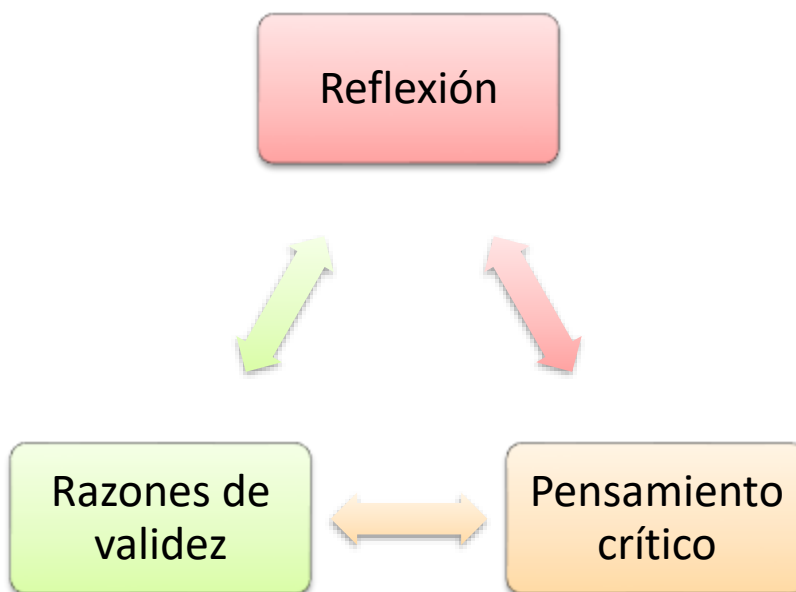 Reflexión
Razones de
validez
Pensamiento
crítico